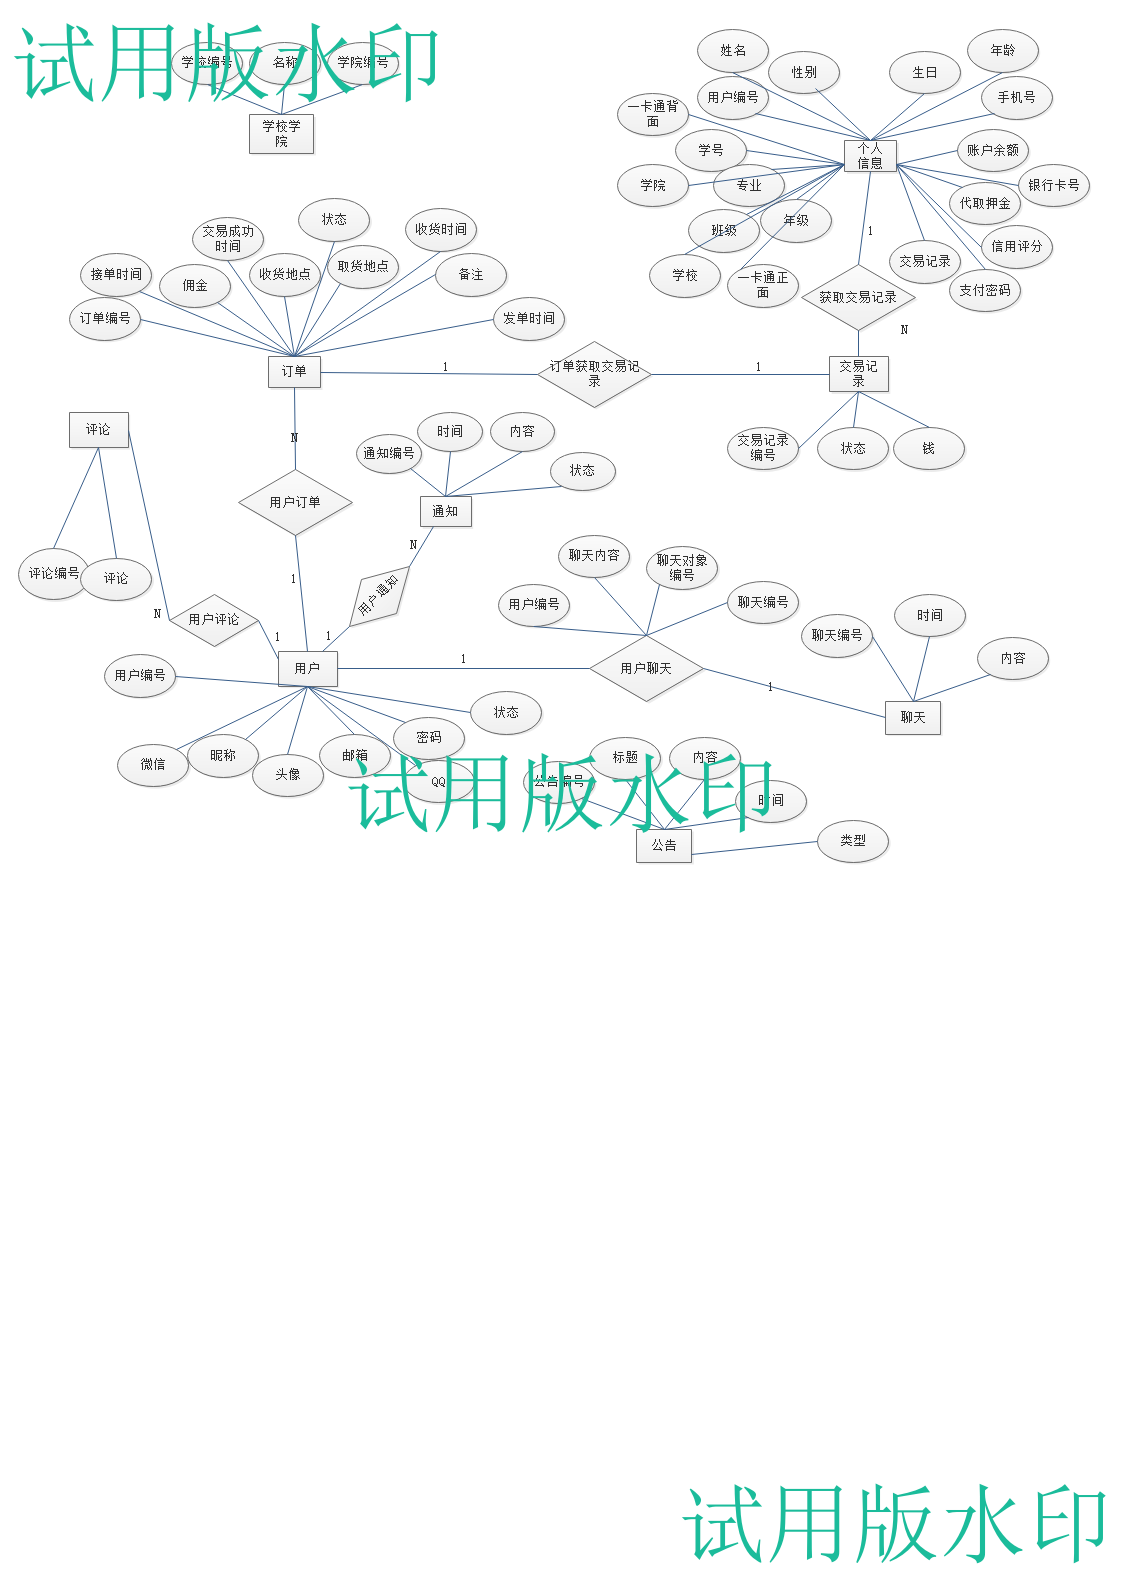 试用版水印
学校编号
名称
学院编号
学校学
院
姓名
性别
生日
年龄
用户编号
手机号
一卡通背
面
个人
信息
学号
账户余额
学院
专业
银行卡号
代取押金
班级
年级
信用评分
学校
一卡通正
面
交易记录
支付密码
1
获取交易记录
N
状态
交易成功
时间
收货时间
接单时间
佣金
收货地点
取货地点
备注
订单编号
发单时间
订单
1
订单获取交易记
录
1
交易记
录
交易记录
编号
状态
钱
评论
N
通知编号
时间
内容
状态
用户订单
通知
N
评论编号
评论
1
用户通知
聊天内容
聊天对象
编号
用户编号
聊天编号
N
用户评论
1
1
聊天编号
时间
内容
用户编号
用户
1
用户聊天
1
聊天
状态
微信
昵称
头像
邮箱
密码
QQ
试用版水印
公告编号
标题
内容
时间
公告
类型
试用版水印